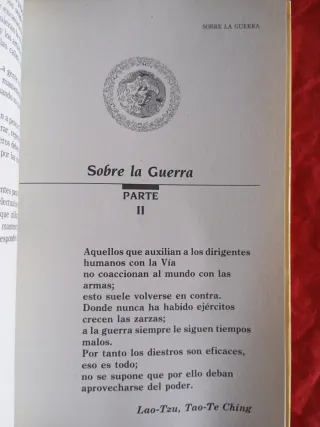 SOBRE LA GUERRA
Sobre la Guerra
PARTE
II
Aquellos que auxilian a los dirigentes
humanos con la Vía
no coaccionan al mundo con las
armas;
esto suele volverse en contra.
Donde nunca ha habido ejércitos
crecen las zarzas;
a la guerra siempre le siguen tiempos
malos.
Por tanto los diestros son eficaces,
eso es todo;
no se supone que por ello deban
aprovecharse del poder.
Lao-Tzu, Tao-Te Ching